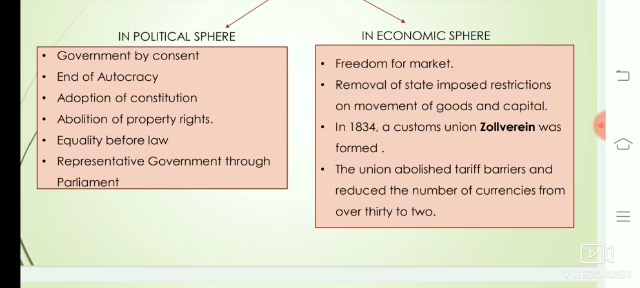 IN POLITICAL SPHERE
• Government by consent
• End of Autocracy
• Adoption of constitution
• Abolition of property rights.
• Equality before law
• Representative Government through
Parliament
IN ECONOMIC SPHERE
• Freedom for market.
• Removal of state imposed restrictions
on movement of goods and capital.
• In 1834, a customs union Zollverein was
formed .
• The union abolished tariff barriers and
reduced the number of currencies from
over thirty to two.
V RECORDER